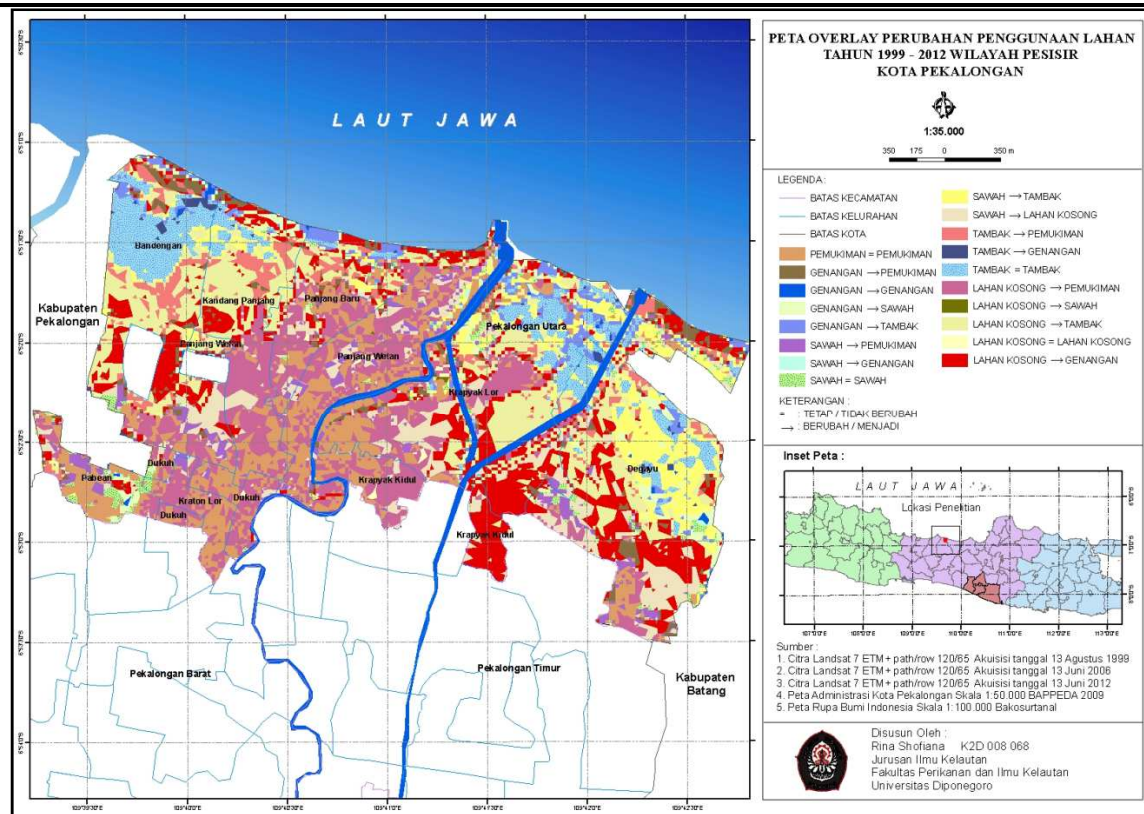 PETA OVERLAY PERUBAHAN PENGGUNAAN LAHAN
TAHUN 1999 - 2012 WILAYAH PESISIR
KOTA PEKALONGAN
1:35.000
350 175 0 350 m
LEGENDA :
BATAS KECAMATAN
BATAS KELURAHAN
BATAS KOTA
PEMUKIMAN = PEMUKIMAN
GENANGAN → PEMUKIMAN
GENANGAN → GENANGAN
GENANGAN → SAWAH
GENANGAN → TAMBAK
SAWAH → PEMUKIMAN
SAWAH → GENANGAN
SAWAH = SAWAH
SAWAH → TAMBAK
SAWAH → LAHAN KOSONG
TAMBAK → PEMUKIMAN
TAMBAK → GENANGAN
TAMBAK = TAMBAK
LAHAN KOSONG → PEMUKIMAN
LAHAN KOSONG → SAWAH
LAHAN KOSONG → TAMBAK
LAHAN KOSONG = LAHAN KOSONG
LAHAN KOSONG → GENANGAN
KETERANGAN :
= : TETAP / TIDAK BERUBAH
→ : BERUBAH / MENJADI
Inset Peta :
LAUT JAWA
Lokasi Penelitian
Sumber :
1. Citra Landsat 7 ETM+ path/row 120/65 Akuisisi tanggal 13 Agustus 1999
2. Citra Landsat 7 ETM+ path/row 120/65 Akuisisi tanggal 13 Juni 2006
3. Citra Landsat 7 ETM+ path/row 120/65 Akuisisi tanggal 13 Juni 2012
4. Peta Administrasi Kota Pekalongan Skala 1:50.000 BAPPEDA 2009
5. Peta Rupa Bumi Indonesia Skala 1:100.000 Bakosurtanal
Disusun Oleh :
Rina Shofiana K2D 008 068
Jurusan Ilmu Kelautan
Fakultas Perikanan dan Ilmu Kelautan
Universitas Diponegoro
LAUT JAWA
Bandengan
Kabupaten
Pekalongan
Kandang Panjang
Panjang Baru
Pekalongan Utara
Panjang Wetan
Panjang Wetan
Krapyak Lor
Degayu
Dukuh
Pabean
Kraton Lor
Dukuh
Krapyak Kidul
Dukuh
Krapyak Kidul
Pekalongan Barat
Pekalongan Timur
Kabupaten
Batang